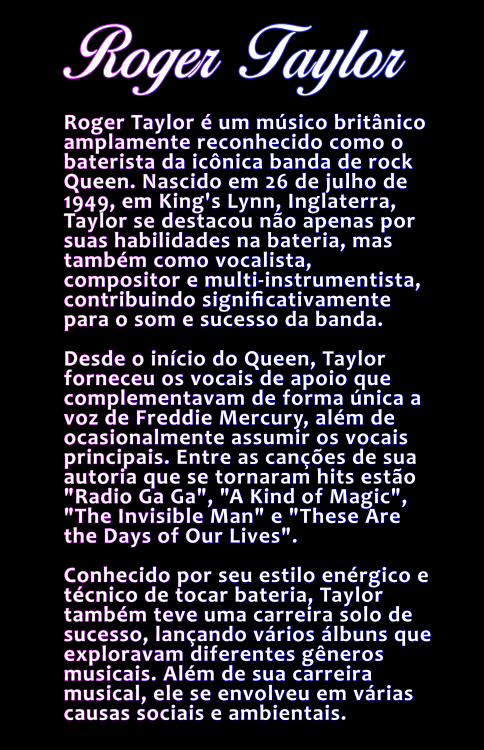 Roger Taylor
Roger Taylor é um músico britânico
amplamente reconhecido como o
baterista da icônica banda de rock
Queen. Nascido em 26 de julho de
1949, em King's Lynn, Inglaterra,
Taylor se destacou não apenas por
suas habilidades na bateria, mas
também como vocalista,
compositor e multi-instrumentista,
contribuindo significativamente
para o som e sucesso da banda.
Desde o início do Queen, Taylor
forneceu os vocais de apoio que
complementavam de forma única a
voz de Freddie Mercury, além de
ocasionalmente assumir os vocais
principais. Entre as canções de sua
autoria que se tornaram hits estão
"Radio Ga Ga", "A Kind of Magic",
"The Invisible Man" e "These Are
the Days of Our Lives".
Conhecido por seu estilo enérgico e
técnico de tocar bateria, Taylor
também teve uma carreira solo de
sucesso, lançando vários álbuns que
exploravam diferentes gêneros
musicais. Além de sua carreira
musical, ele se envolveu em várias
causas sociais e ambientais.